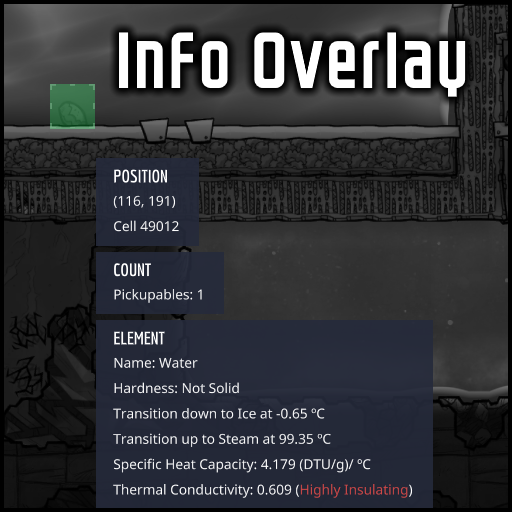 Info Overlay
POSITION
(116, 191)
Cell 49012
COUNT
Pickupables: 1
ELEMENT
Name: Water
Hardness: Not Solid
Transition down to Ice at -0.65 ºC
Transition up to Steam at 99.35 ºC
Specific Heat Capacity: 4.179 (DTU/g)/ ºC
Thermal Conductivity: 0.609 (Highly Insulating)